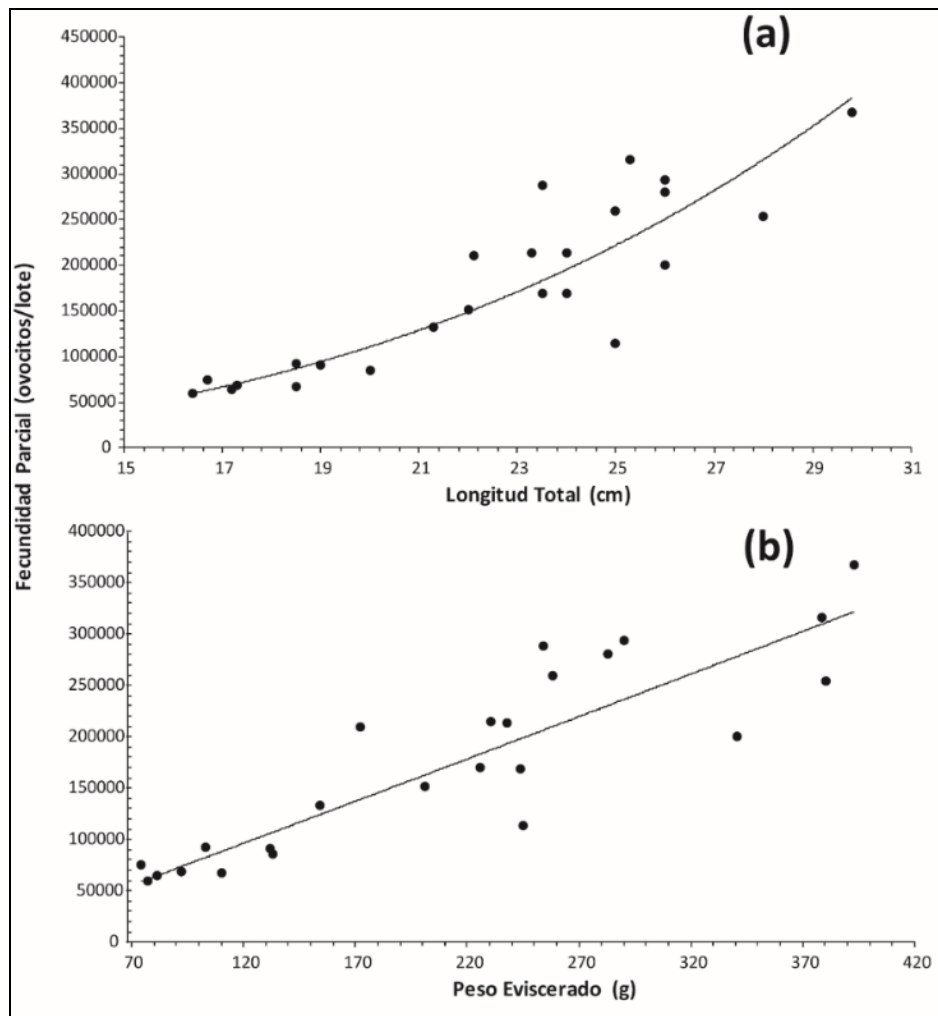 (a)
450000
400000
350000
300000
250000
200000
150000
100000
50000
0
15 17 19 21 23 25 27 29 31
Longitud Total (cm)
Fecundidad Parcial (ovocitos/lote)
(b)
400000
350000
300000
250000
200000
150000
100000
50000
0
70 120 170 220 270 320 370 420
Peso Eviscerado (g)